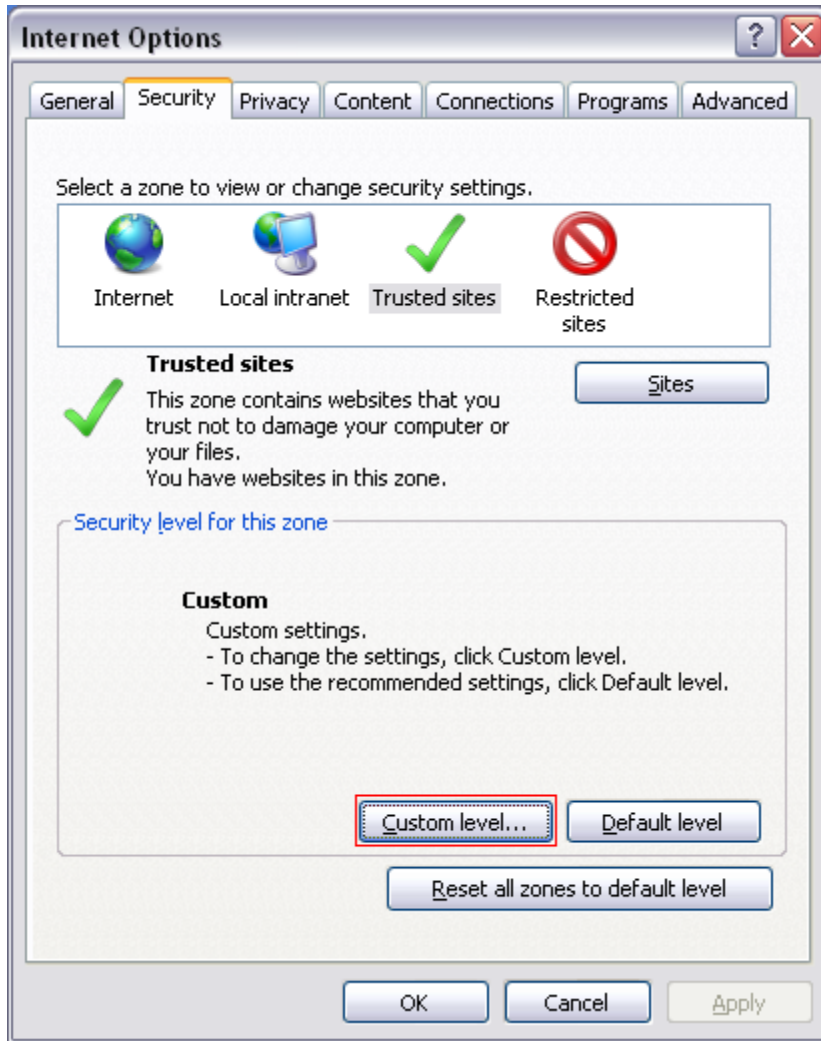 Internet Options
?
General Security Privacy Content Connections Programs Advanced
Select a zone to view or change security settings.
Internet Local intranet Trusted sites Restricted
sites
Trusted sites
Sites
This zone contains websites that you
trust not to damage your computer or
your files.
You have websites in this zone.
Security level for this zone
Custom
Custom settings.
- To change the settings, click Custom level.
- To use the recommended settings, click Default level.
Custom level... Default level
Reset all zones to default level
OK Cancel Apply